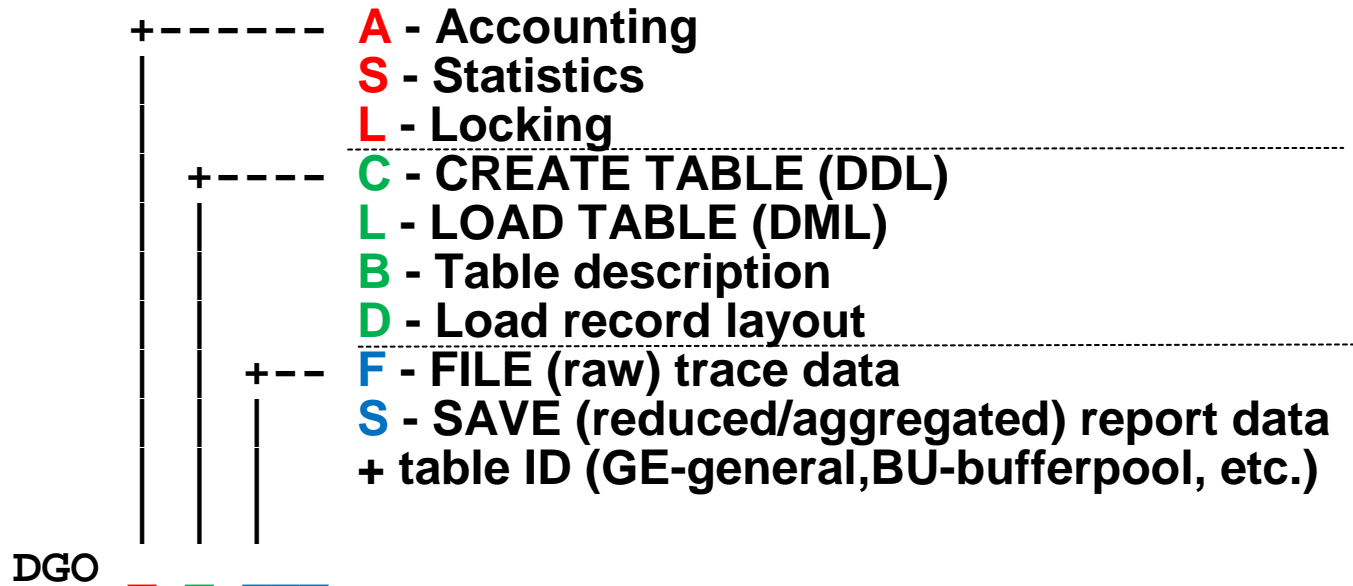 +------ A - Accounting
S - Statistics
L - Locking
+---- C - CREATE TABLE (DDL)
L - LOAD TABLE (DML)
B - Table description
D - Load record layout
+-- F - FILE (raw) trace data
S - SAVE (reduced/aggregated) report data
+ table ID (GE-general,BU-bufferpool, etc.)
DGO _ _ ___